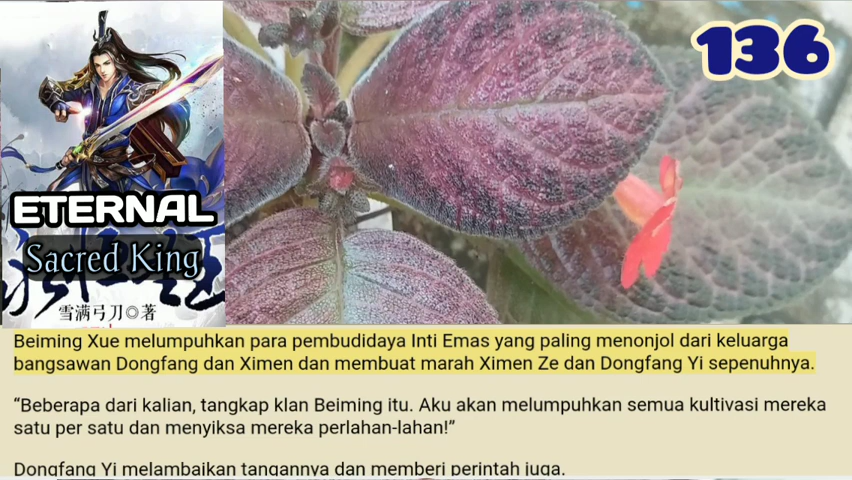 136
ETERNAL
Sacred King
雪满弓刀◎著
Beiming Xue melumpuhkan para pembudidaya Inti Emas yang paling menonjol dari keluarga
bangsawan Dongfang dan Ximen dan membuat marah Ximen Ze dan Dongfang Yi sepenuhnya.
“Beberapa dari kalian, tangkap klan Beiming itu. Aku akan melumpuhkan semua kultivasi mereka
satu per satu dan menyiksa mereka perlahan-lahan!”
Dongfang Yi melambaikan tangannya dan memberi perintah juga.